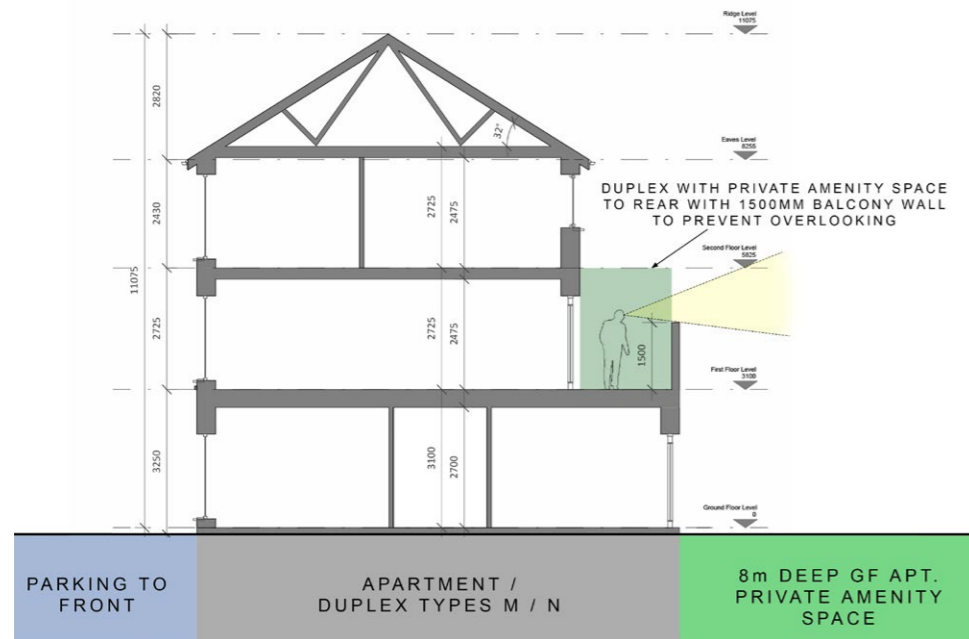 Ridge Level
11075
2820
32°
Eaves Level
8255
DUPLEX WITH PRIVATE AMENITY SPACE
TO REAR WITH 1500MM BALCONY WALL
TO PREVENT OVERLOOKING
2430
2725
2475
Second Floor Level
5825
11075
2725
2725
2475
1500
First Floor Level
3100
3250
3100
2700
Ground Floor Level
0
PARKING TO
FRONT
APARTMENT /
DUPLEX TYPES M / N
8m DEEP GF APT.
PRIVATE AMENITY
SPACE